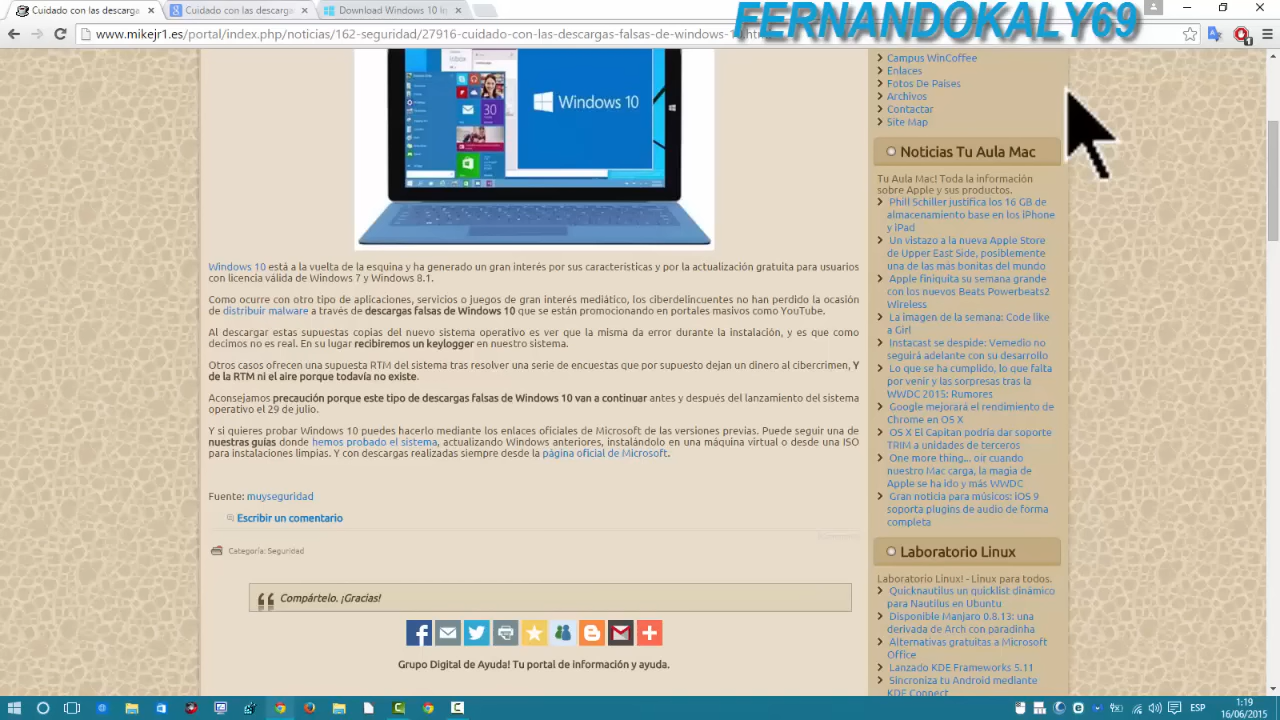 Cuidado con las descarga
Cuidado con las descargas
Download Windows 10 In
FERNANDOKALY69
www.mikejr1.es/portal/index.php/noticias/162-seguridad/27916-cuidado-con-las-descargas-falsas-de-windows-10.html
Windows 10
30
Windows 10 está a la vuelta de la esquina y ha generado un gran interés por sus características y por la actualización gratuita para usuarios
con licencia válida de Windows 7 y Windows 8.1.
Como ocurre con otro tipo de aplicaciones, servicios o juegos de gran interés mediático, los ciberdelincuentes no han perdido la ocasión
de distribuir malware a través de descargas falsas de Windows 10 que se están promocionando en portales masivos como YouTube.
Al descargar estas supuestas copias del nuevo sistema operativo es ver que la misma da error durante la instalación, y es que como
decimos no es real. En su lugar recibiremos un keylogger en nuestro sistema.
Otros casos ofrecen una supuesta RTM del sistema tras resolver una serie de encuestas que por supuesto dejan un dinero al cibercrimen, Y
de la RTM ni el aire porque todavía no existe.
Aconsejamos precaución porque este tipo de descargas falsas de Windows 10 van a continuar antes y después del lanzamiento del sistema
operativo el 29 de julio.
Y si quieres probar Windows 10 puedes hacerlo mediante los enlaces oficiales de Microsoft de las versiones previas. Puede seguir una de
nuestras guías donde hemos probado el sistema, actualizando Windows anteriores, instalándolo en una máquina virtual o desde una ISO
para instalaciones limpias. Y con descargas realizadas siempre desde la página oficial de Microsoft.
Fuente: muyseguridad
Escribir un comentario
Categoría: Seguridad
Compártelo. ¡Gracias!
Grupo Digital de Ayuda! Tu portal de información y ayuda.
Campus WinCoffee
Enlaces
Fotos De Paises
Archivos
Contactar
Site Map
Noticias Tu Aula Mac
Tu Aula Mac! Toda la información
sobre Apple y sus productos.
Phill Schiller justifica los 16 GB de
almacenamiento base en los iPhone
y iPad
Un vistazo a la nueva Apple Store
de Upper East Side, posiblemente
una de las más bonitas del mundo
Apple finiquita su semana grande
con los nuevos Beats Powerbeats2
Wireless
La imagen de la semana: Code like
a Girl
Instacast se despide: Vemedio no
seguirá adelante con su desarrollo
Lo que se ha cumplido, lo que falta
por venir y las sorpresas tras la
WWDC 2015: Rumores
Google mejorará el rendimiento de
Chrome en OS X
OS X El Capitan podria dar soporte
TRIM a unidades de terceros
One more thing... oir cuando
nuestro Mac carga, la magia de
Apple se ha ido y más WWDC
Gran noticia para músicos: iOS 9
soporta plugins de audio de forma
completa
Laboratorio Linux
Laboratorio Linux! - Linux para todos.
Quicknautilus un quicklist dinámico
para Nautilus en Ubuntu
Disponible Manjaro 0.8.13: una
derivada de Arch con paradinha
Alternativas gratuitas a Microsoft
Office
Lanzado KDE Frameworks 5.11
Sincroniza tu Android mediante
KDE Connect
ESP
1:19
16/06/2015